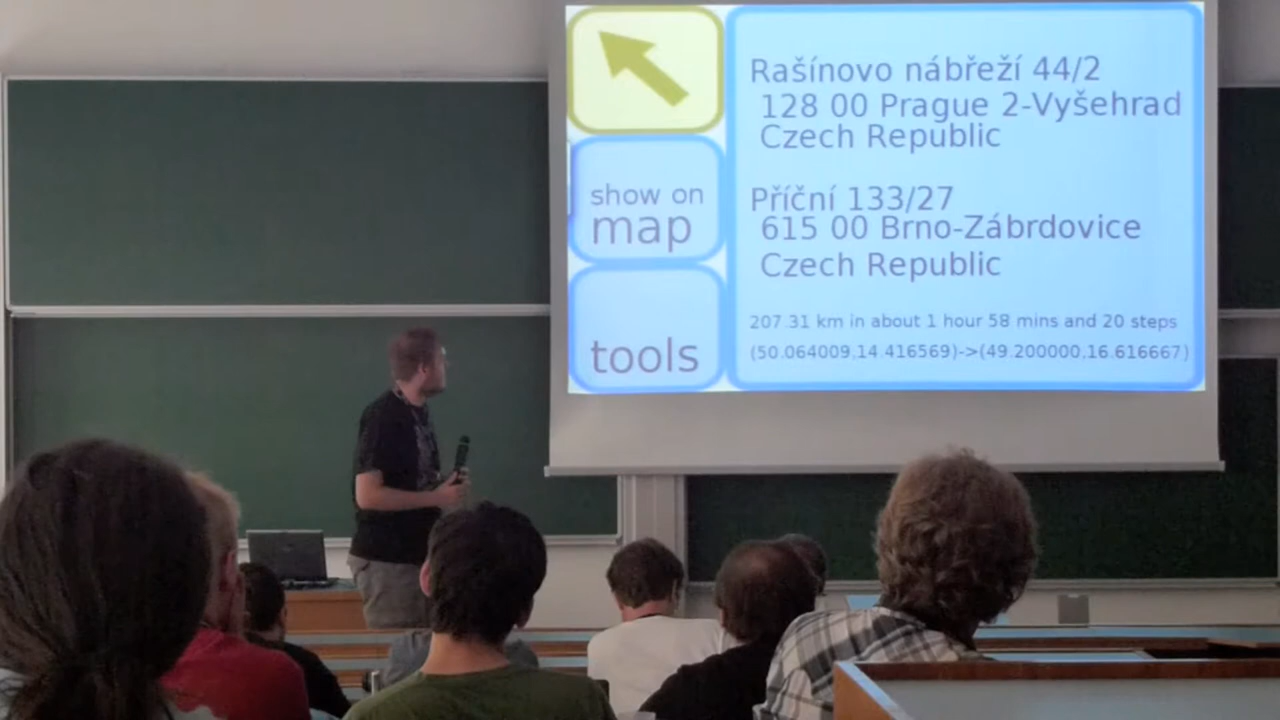 Rašínovo nábřeží 44/2
128 00 Prague 2-Vyšehrad
Czech Republic
show on
map
Příční 133/27
615 00 Brno-Zábrdovice
Czech Republic
tools
207.31 km in about 1 hour 58 mins and 20 steps
(50.064009,14.416569)->(49.200000,16.616667)